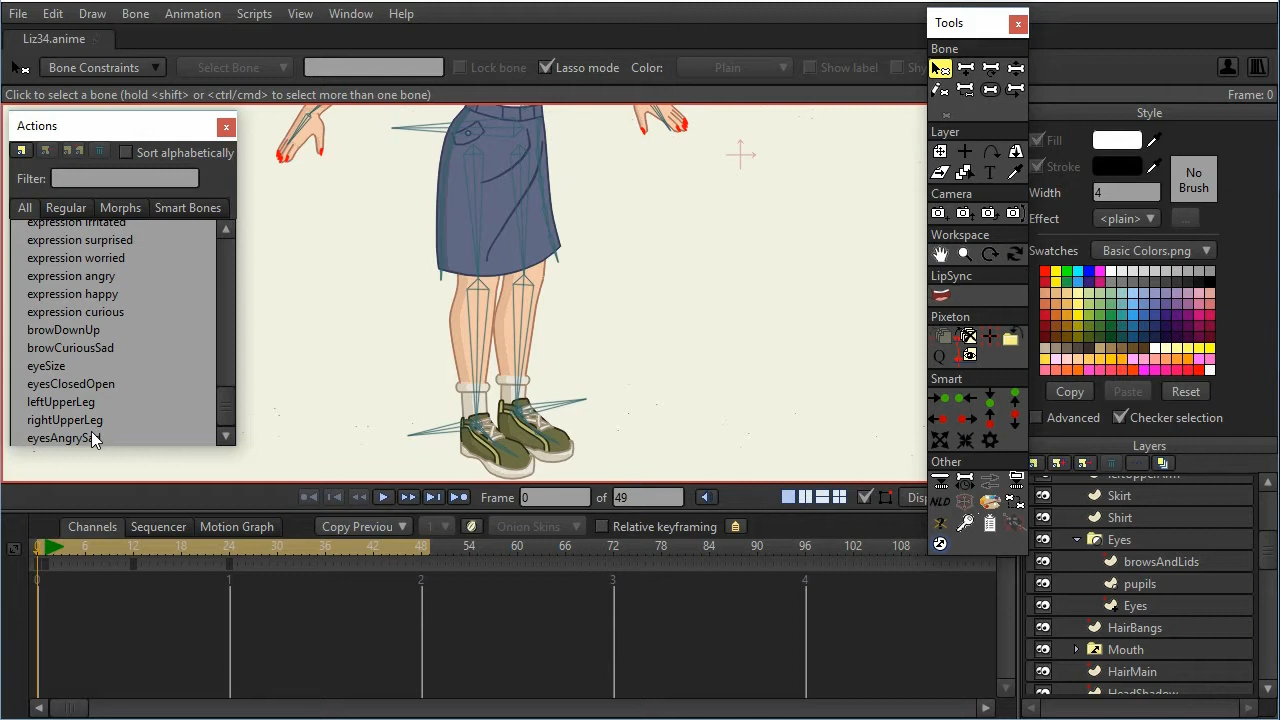 File Edit Draw Bone Animation Scripts View Window Help
Liz34.anime
Bone Constraints Select Bone Lock bone Lasso mode Color: Plain Show label
Click to select a bone (hold <shift> or <ctrl/cmd> to select more than one bone) Frame: 0
Actions
Sort alphabetically
Filter:
All Regular Morphs Smart Bones
expression irritated
expression surprised
expression worried
expression angry
expression happy
expression curious
browDownUp
browCuriousSad
eyeSize
eyesClosedOpen
leftUpperLeg
rightUpperLeg
Tools
Bone
Layer
T
Camera
Workspace
LipSync
Pixeton
Q
Smart
Other
NLD
Style
Fill
Stroke
No Brush
Width 4
Effect <plain> ...
Swatches Basic Colors.png
Copy Paste Reset
Advanced Checker selection
Layers
leftUpperArm
Skirt
Shirt
Eyes
browsAndLids
pupils
Eyes
HairBangs
Mouth
HairMain
HeadShadow
Frame 0 of 49
Channels Sequencer Motion Graph Copy Previou 1 Onion Skins Relative keyframing
6 12 18 24 30 36 42 48 54 60 66 72 78 84 90 96 102 108
0 1 2 3 4